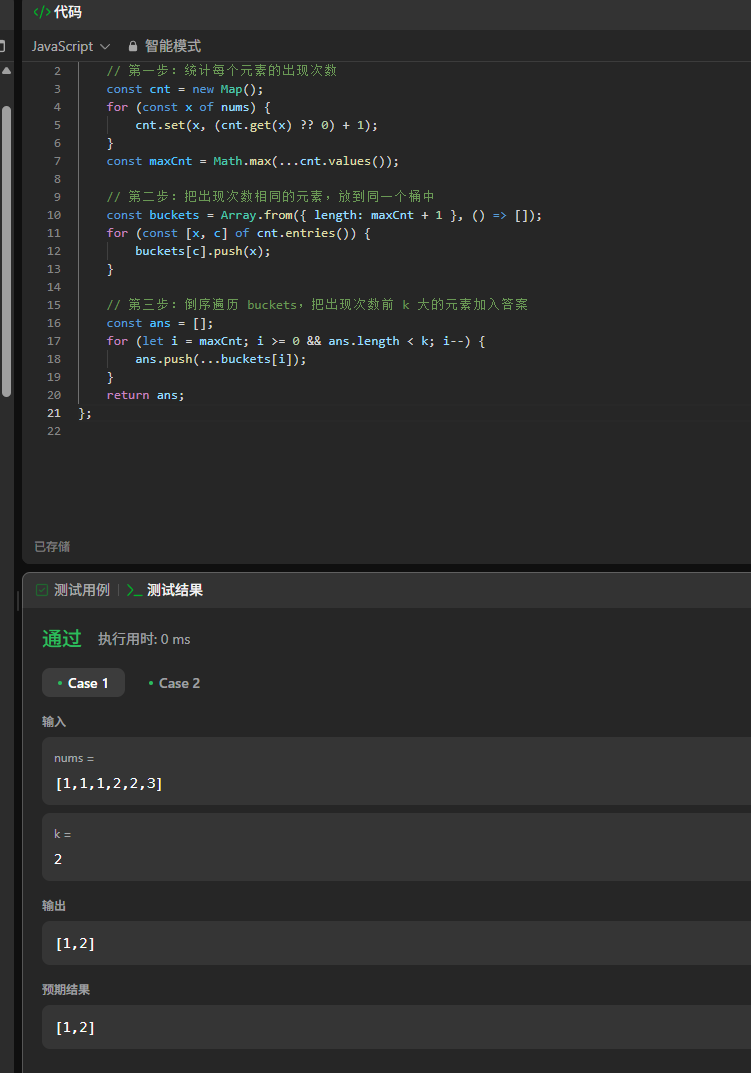 </> 代码
JavaScript 智能模式
2 // 第一步：统计每个元素的出现次数
3 const cnt = new Map();
4 for (const x of nums) {
5 cnt.set(x, (cnt.get(x) ?? 0) + 1);
6 }
7 const maxCnt = Math.max(...cnt.values());
8
9 // 第二步：把出现次数相同的元素，放到同一个桶中
10 const buckets = Array.from({ length: maxCnt + 1 }, () => []);
11 for (const [x, c] of cnt.entries()) {
12 buckets[c].push(x);
13 }
14
15 // 第三步：倒序遍历 buckets，把出现次数前 k 大的元素加入答案
16 const ans = [];
17 for (let i = maxCnt; i >= 0 && ans.length < k; i--) {
18 ans.push(...buckets[i]);
19 }
20 return ans;
21 };
22
已存储
测试用例 | >_ 测试结果
通过 执行用时: 0 ms
• Case 1 • Case 2
输入
nums =
[1,1,1,2,2,3]
k =
2
输出
[1,2]
预期结果
[1,2]